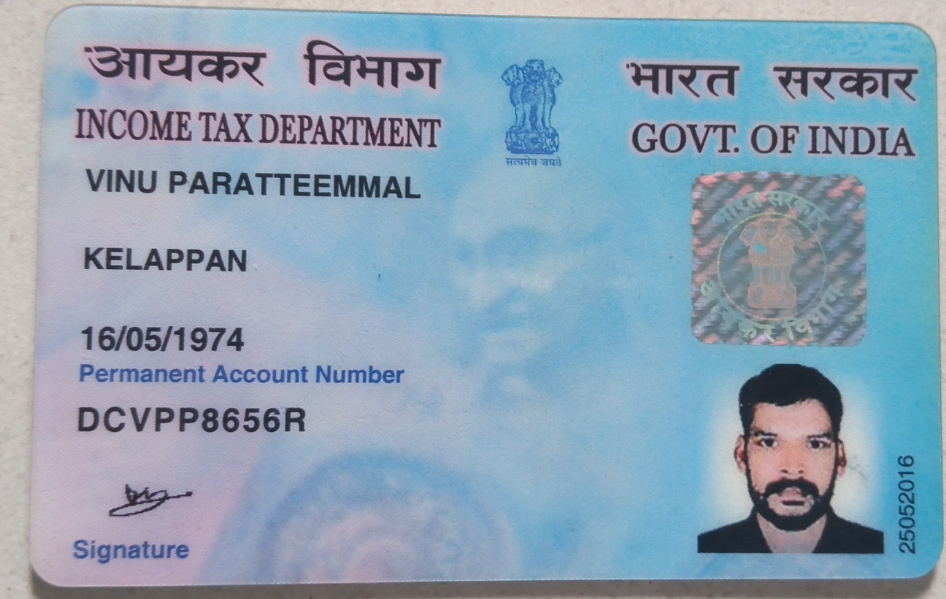 आयकर विभाग
भारत सरकार
INCOME TAX DEPARTMENT
GOVT. OF INDIA
सत्यमेव जयते
VINU PARATTEEMMAL
KELAPPAN
16/05/1974
Permanent Account Number
DCVPP8656R
Signature
भारत सरकार
आयकर विभाग
25052016